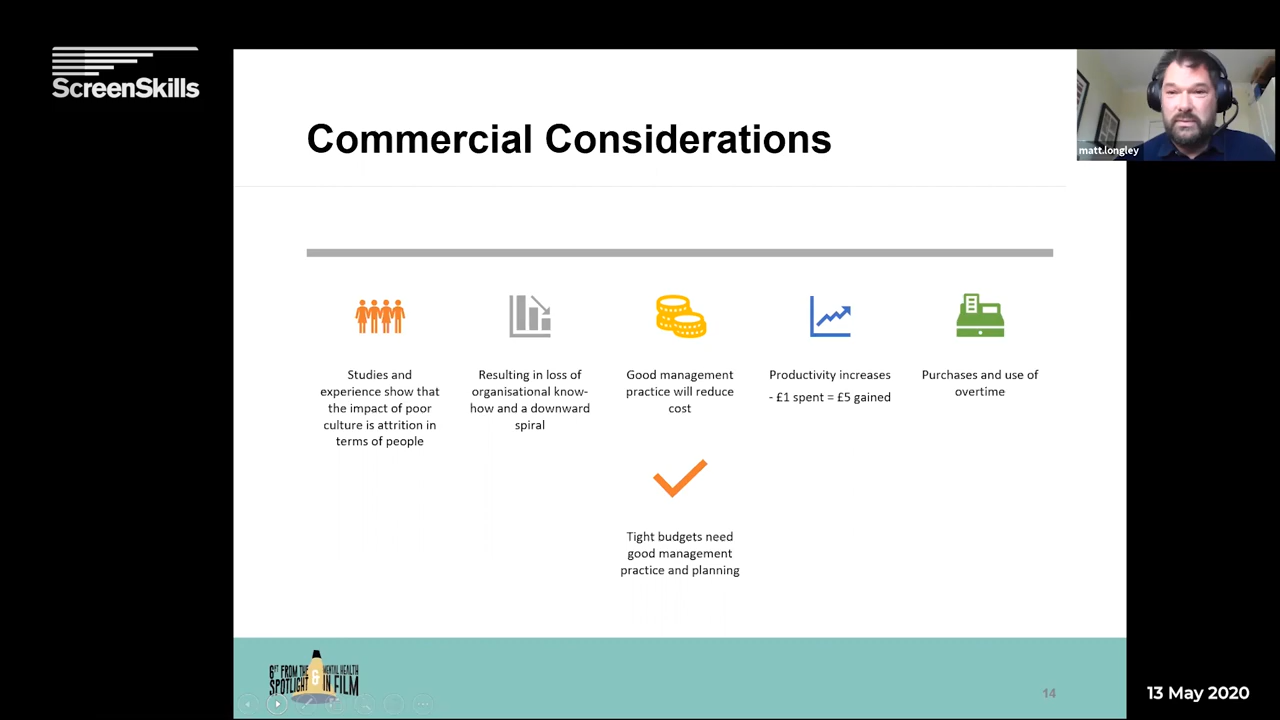 ScreenSkills
Commercial Considerations
matt.longley
Studies and
experience show that
the impact of poor
culture is attrition in
terms of people
Resulting in loss of
organisational know-
how and a downward
spiral
Good management
practice will reduce
cost
Productivity increases
- £1 spent = £5 gained
Purchases and use of
overtime
Tight budgets need
good management
practice and planning
6FT FROM THE
SPOTLIGHT
&
MENTAL HEALTH
IN FILM
14
13 May 2020